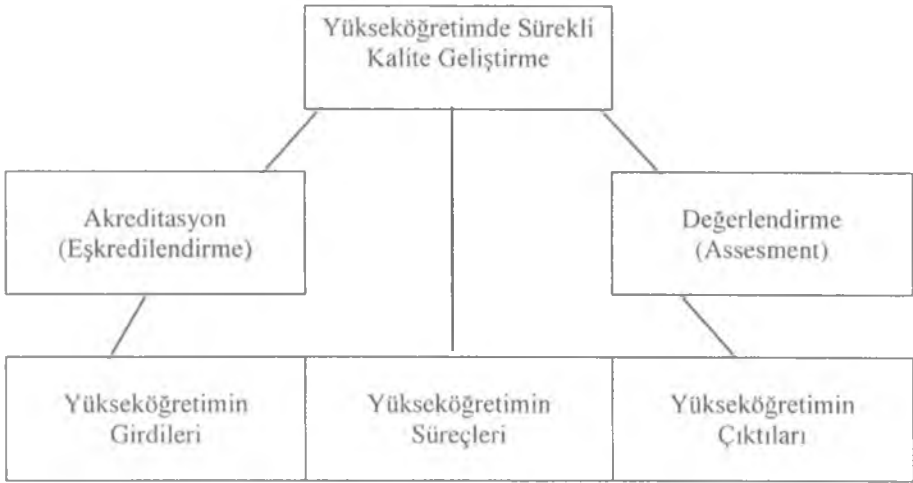 Yükseköğretimde Sürekli
Kalite Geliştirme
Akreditasyon
(Eşkredilendirme)
Değerlendirme
(Assesment)
Yükseköğretimin
Girdileri
Yükseköğretimin
Süreçleri
Yükseköğretimin
Çıktıları